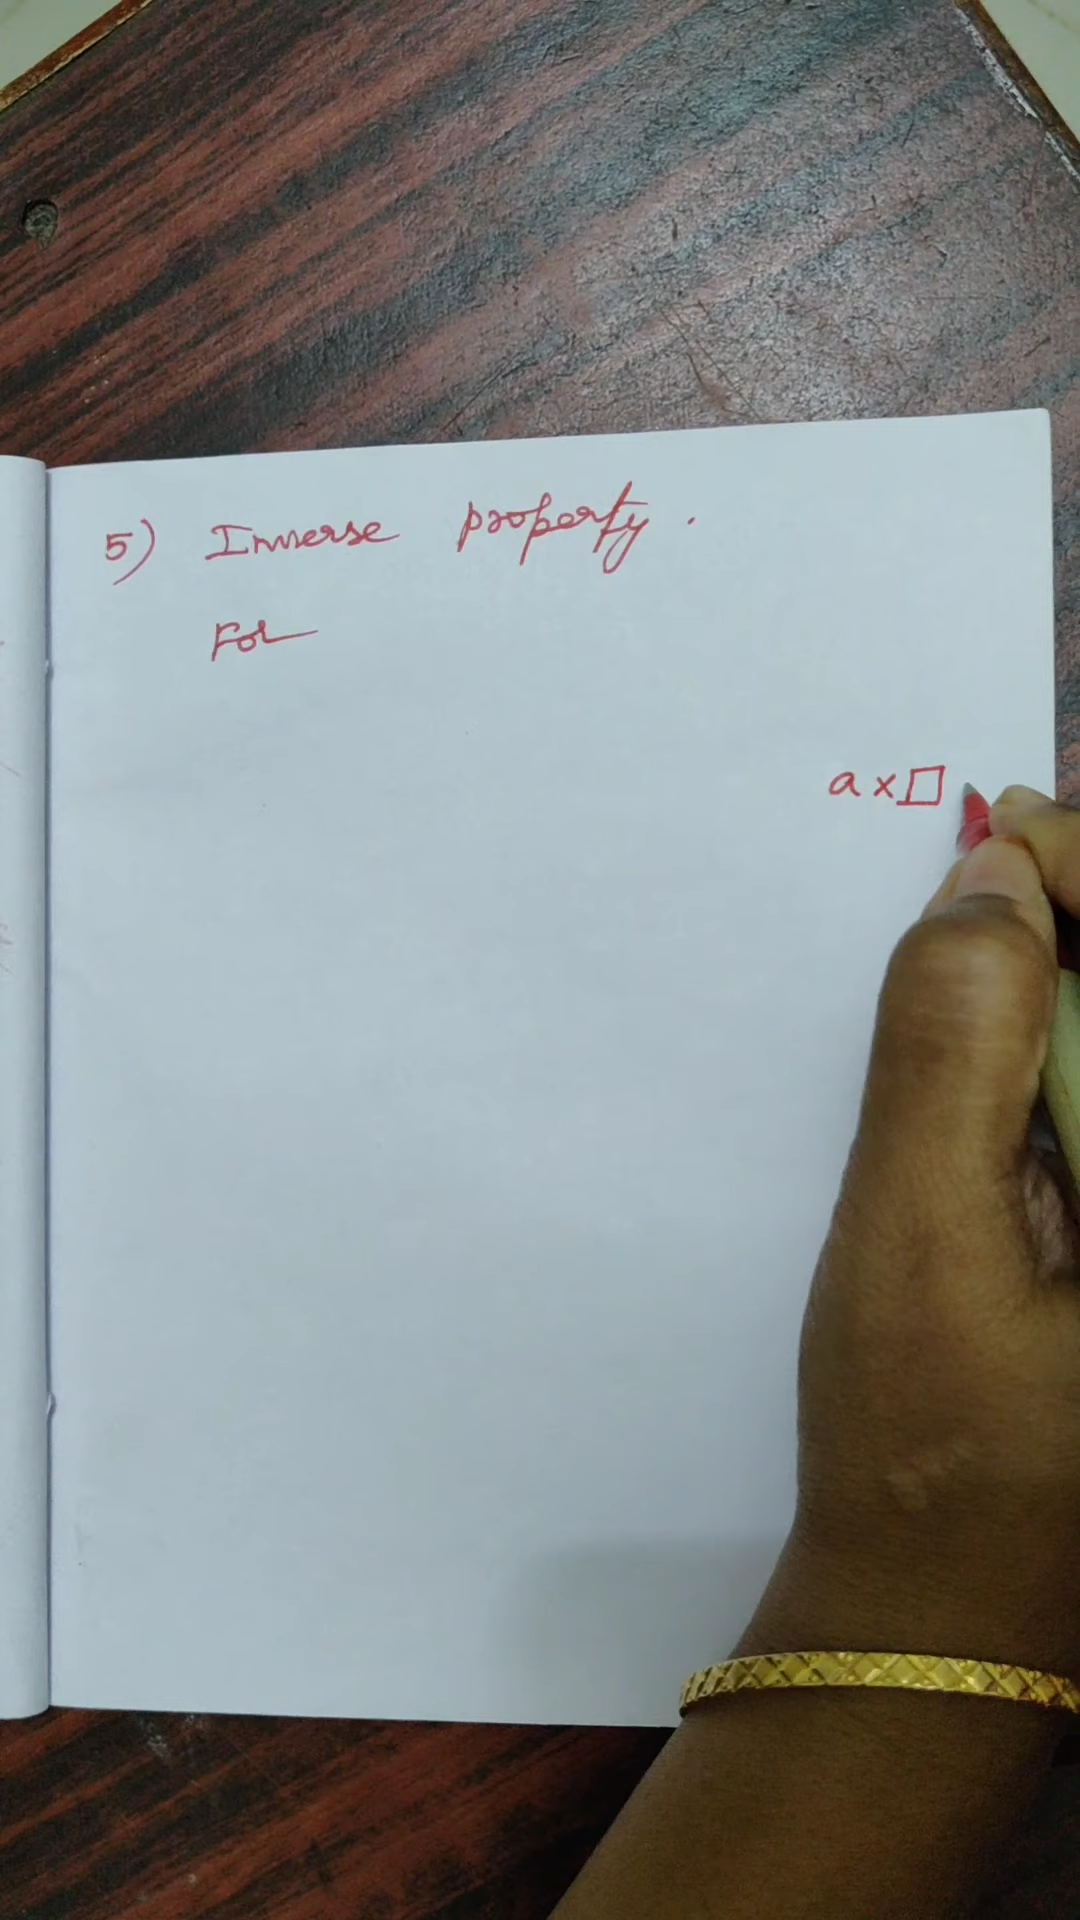 5) Inverse property.
For
a × □